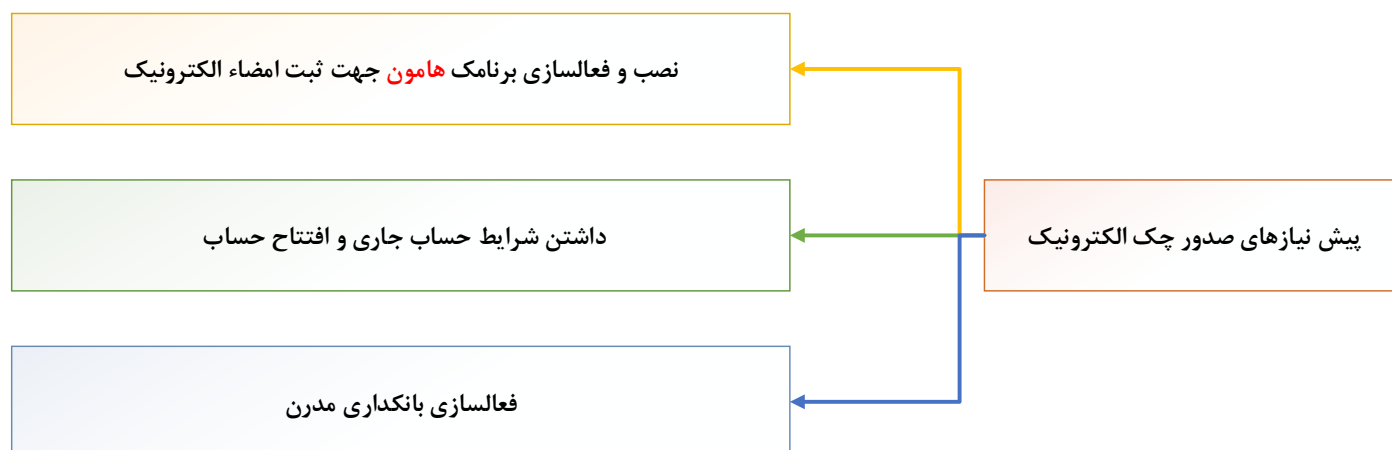 پیش نیازهای صدور چک الکترونیک
نصب و فعالسازی برنامک هامون جهت ثبت امضاء الکترونیک
داشتن شرایط حساب جاری و افتتاح حساب
فعالسازی بانکداری مدرن